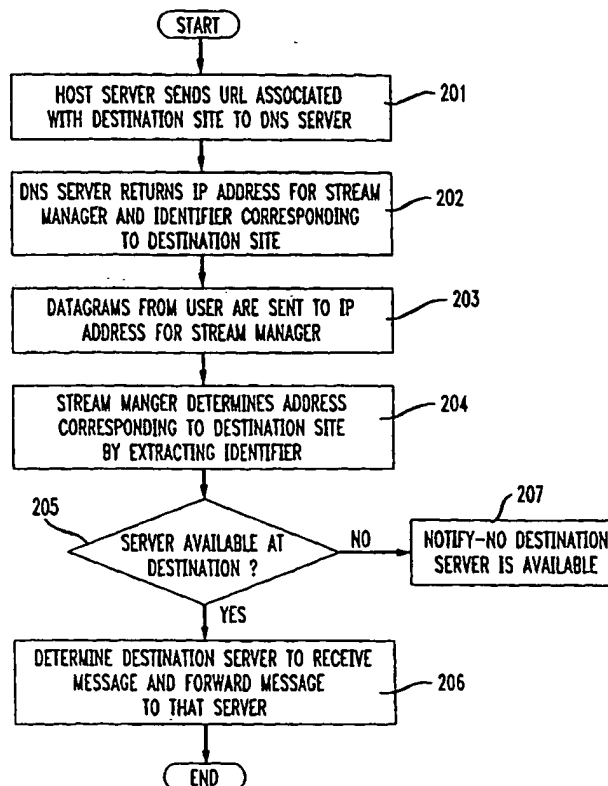 START
HOST SERVER SENDS URL ASSOCIATED
WITH DESTINATION SITE TO DNS SERVER
201
DNS SERVER RETURNS IP ADDRESS FOR STREAM
MANAGER AND IDENTIFIER CORRESPONDING
TO DESTINATION SITE
202
DATAGRAMS FROM USER ARE SENT TO IP
ADDRESS FOR STREAM MANAGER
203
STREAM MANGER DETERMINES ADDRESS
CORRESPONDING TO DESTINATION SITE
BY EXTRACTING IDENTIFIER
204
205
SERVER AVAILABLE AT
DESTINATION ?
NO
207
NOTIFY-NO DESTINATION
SERVER IS AVAILABLE
YES
DETERMINE DESTINATION SERVER TO RECEIVE
MESSAGE AND FORWARD MESSAGE
TO THAT SERVER
206
END